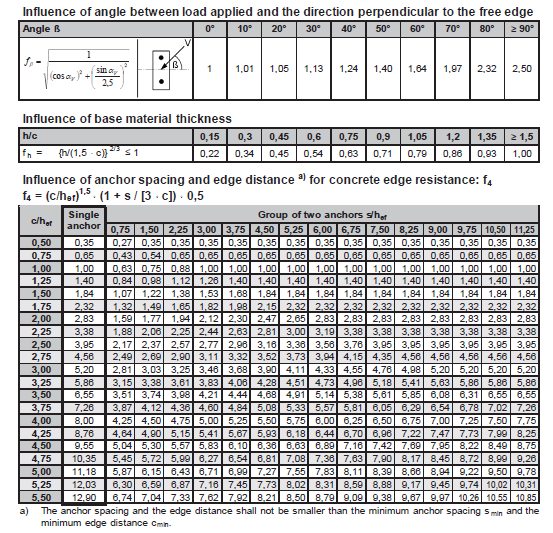 Influence of angle between load applied and the direction perpendicular to the free edge
Angle ß 0° 10° 20° 30° 40° 50° 60° 70° 80° ≥ 90°
fβ = 1 / √((cos αV)² + (sin αV / 2,5)²) V ß 1 1,01 1,05 1,13 1,24 1,40 1,64 1,97 2,32 2,50
Influence of base material thickness
h/c 0,15 0,3 0,45 0,6 0,75 0,9 1,05 1,2 1,35 ≥ 1,5
f h = {h/(1,5 · c)}^2/3 ≤ 1 0,22 0,34 0,45 0,54 0,63 0,71 0,79 0,86 0,93 1,00
Influence of anchor spacing and edge distance a) for concrete edge resistance: f4
f4 = (c/hef)^1,5 · (1 + s / [3 · c]) · 0,5
c/hef Single anchor Group of two anchors s/hef
0,75 1,50 2,25 3,00 3,75 4,50 5,25 6,00 6,75 7,50 8,25 9,00 9,75 10,50 11,25
0,50 0,35 0,27 0,35 0,35 0,35 0,35 0,35 0,35 0,35 0,35 0,35 0,35 0,35 0,35 0,35 0,35
0,75 0,65 0,43 0,54 0,65 0,65 0,65 0,65 0,65 0,65 0,65 0,65 0,65 0,65 0,65 0,65 0,65
1,00 1,00 0,63 0,75 0,88 1,00 1,00 1,00 1,00 1,00 1,00 1,00 1,00 1,00 1,00 1,00 1,00
1,25 1,40 0,84 0,98 1,12 1,26 1,40 1,40 1,40 1,40 1,40 1,40 1,40 1,40 1,40 1,40 1,40
1,50 1,84 1,07 1,22 1,38 1,53 1,68 1,84 1,84 1,84 1,84 1,84 1,84 1,84 1,84 1,84 1,84
1,75 2,32 1,32 1,49 1,65 1,82 1,98 2,15 2,32 2,32 2,32 2,32 2,32 2,32 2,32 2,32 2,32
2,00 2,83 1,59 1,77 1,94 2,12 2,30 2,47 2,65 2,83 2,83 2,83 2,83 2,83 2,83 2,83 2,83
2,25 3,38 1,88 2,06 2,25 2,44 2,63 2,81 3,00 3,19 3,38 3,38 3,38 3,38 3,38 3,38 3,38
2,50 3,95 2,17 2,37 2,57 2,77 2,96 3,16 3,36 3,56 3,76 3,95 3,95 3,95 3,95 3,95 3,95
2,75 4,56 2,49 2,69 2,90 3,11 3,32 3,52 3,73 3,94 4,15 4,35 4,56 4,56 4,56 4,56 4,56
3,00 5,20 2,81 3,03 3,25 3,46 3,68 3,90 4,11 4,33 4,55 4,76 4,98 5,20 5,20 5,20 5,20
3,25 5,86 3,15 3,38 3,61 3,83 4,06 4,28 4,51 4,73 4,96 5,18 5,41 5,63 5,86 5,86 5,86
3,50 6,55 3,51 3,74 3,98 4,21 4,44 4,68 4,91 5,14 5,38 5,61 5,85 6,08 6,31 6,55 6,55
3,75 7,26 3,87 4,12 4,36 4,60 4,84 5,08 5,33 5,57 5,81 6,05 6,29 6,54 6,78 7,02 7,26
4,00 8,00 4,25 4,50 4,75 5,00 5,25 5,50 5,75 6,00 6,25 6,50 6,75 7,00 7,25 7,50 7,75
4,25 8,76 4,64 4,90 5,15 5,41 5,67 5,93 6,18 6,44 6,70 6,96 7,22 7,47 7,73 7,99 8,25
4,50 9,55 5,04 5,30 5,57 5,83 6,10 6,36 6,63 6,89 7,16 7,42 7,69 7,95 8,22 8,49 8,75
4,75 10,35 5,45 5,72 5,99 6,27 6,54 6,81 7,08 7,36 7,63 7,90 8,17 8,45 8,72 8,99 9,26
5,00 11,18 5,87 6,15 6,43 6,71 6,99 7,27 7,55 7,83 8,11 8,39 8,66 8,94 9,22 9,50 9,78
5,25 12,03 6,30 6,59 6,87 7,16 7,45 7,73 8,02 8,31 8,59 8,88 9,17 9,45 9,74 10,02 10,31
5,50 12,90 6,74 7,04 7,33 7,62 7,92 8,21 8,50 8,79 9,09 9,38 9,67 9,97 10,26 10,55 10,85
a) The anchor spacing and the edge distance shall not be smaller than the minimum anchor spacing smin and the
minimum edge distance cmin.